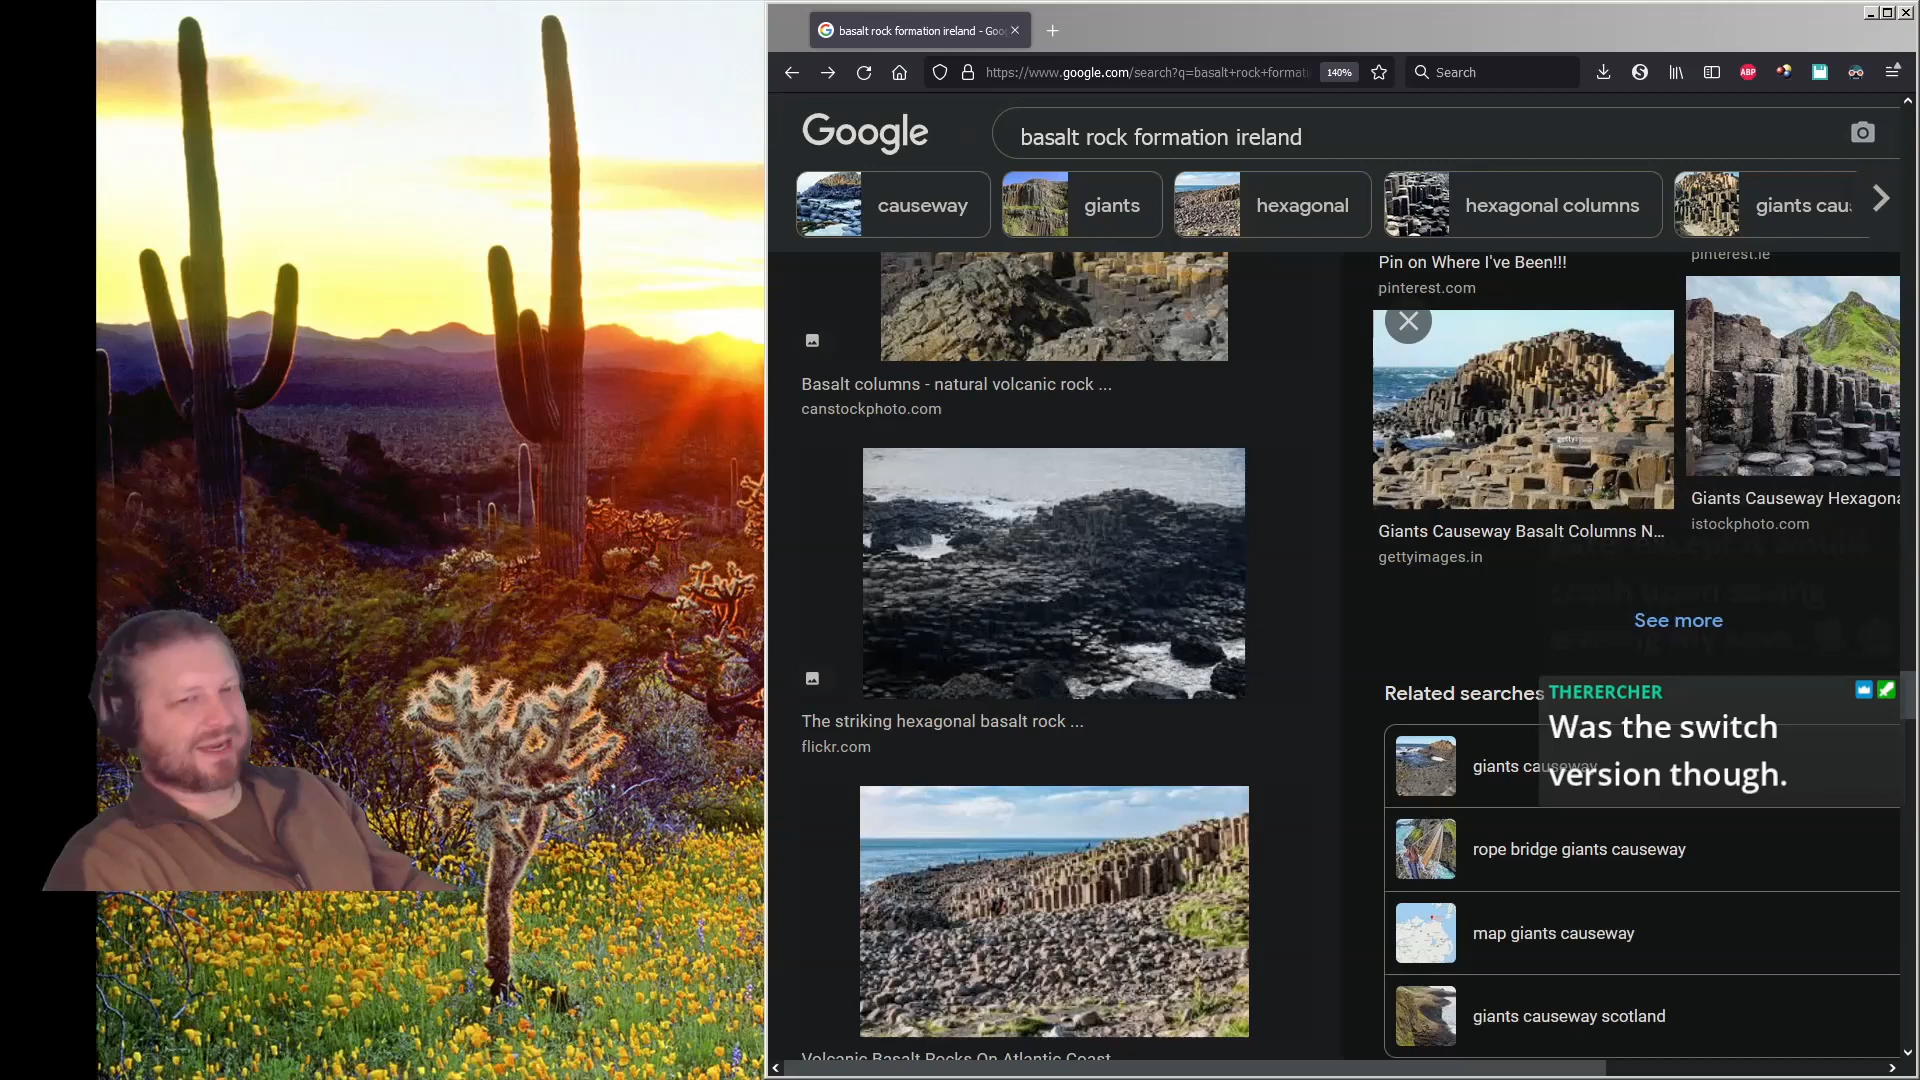 basalt rock formation ireland - Goo
https://www.google.com/search?q=basalt+rock+formati
140%
Search
ABP
Google
basalt rock formation ireland
causeway
giants
hexagonal
hexagonal columns
giants cau
Basalt columns - natural volcanic rock ...
canstockphoto.com
The striking hexagonal basalt rock ...
flickr.com
Volcanic Basalt Rocks On Atlantic Coast
Pin on Where I've Been!!!
pinterest.com
pinterest.ie
gettyimages
Giants Causeway Basalt Columns N...
gettyimages.in
Giants Causeway Hexagona
istockphoto.com
See more
Related searches
THERERCHER
Was the switch
version though.
giants causeway
rope bridge giants causeway
map giants causeway
giants causeway scotland